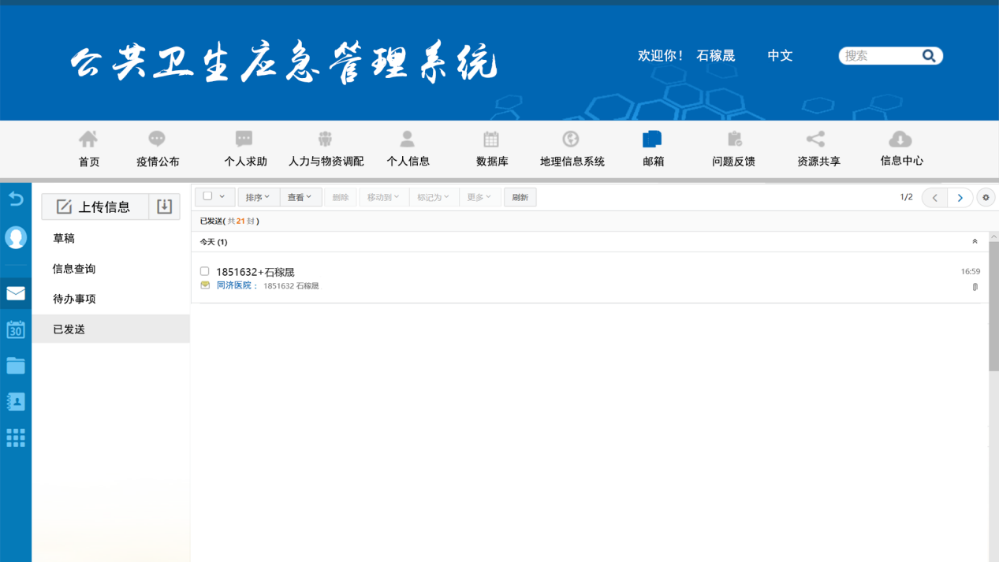 公共卫生应急管理系统
欢迎你！ 石稼晟 中文 搜索
首页 疫情公布 个人求助 人力与物资调配 个人信息 数据库 地理信息系统 邮箱 问题反馈 资源共享 信息中心
上传信息
草稿
信息查询
待办事项
已发送
30
排序 查看 删除 移动到 标记为 更多 刷新 1/2
已发送( 共21封 )
今天 (1)
1851632+石稼晟 16:59
同济医院： 1851632 石稼晟